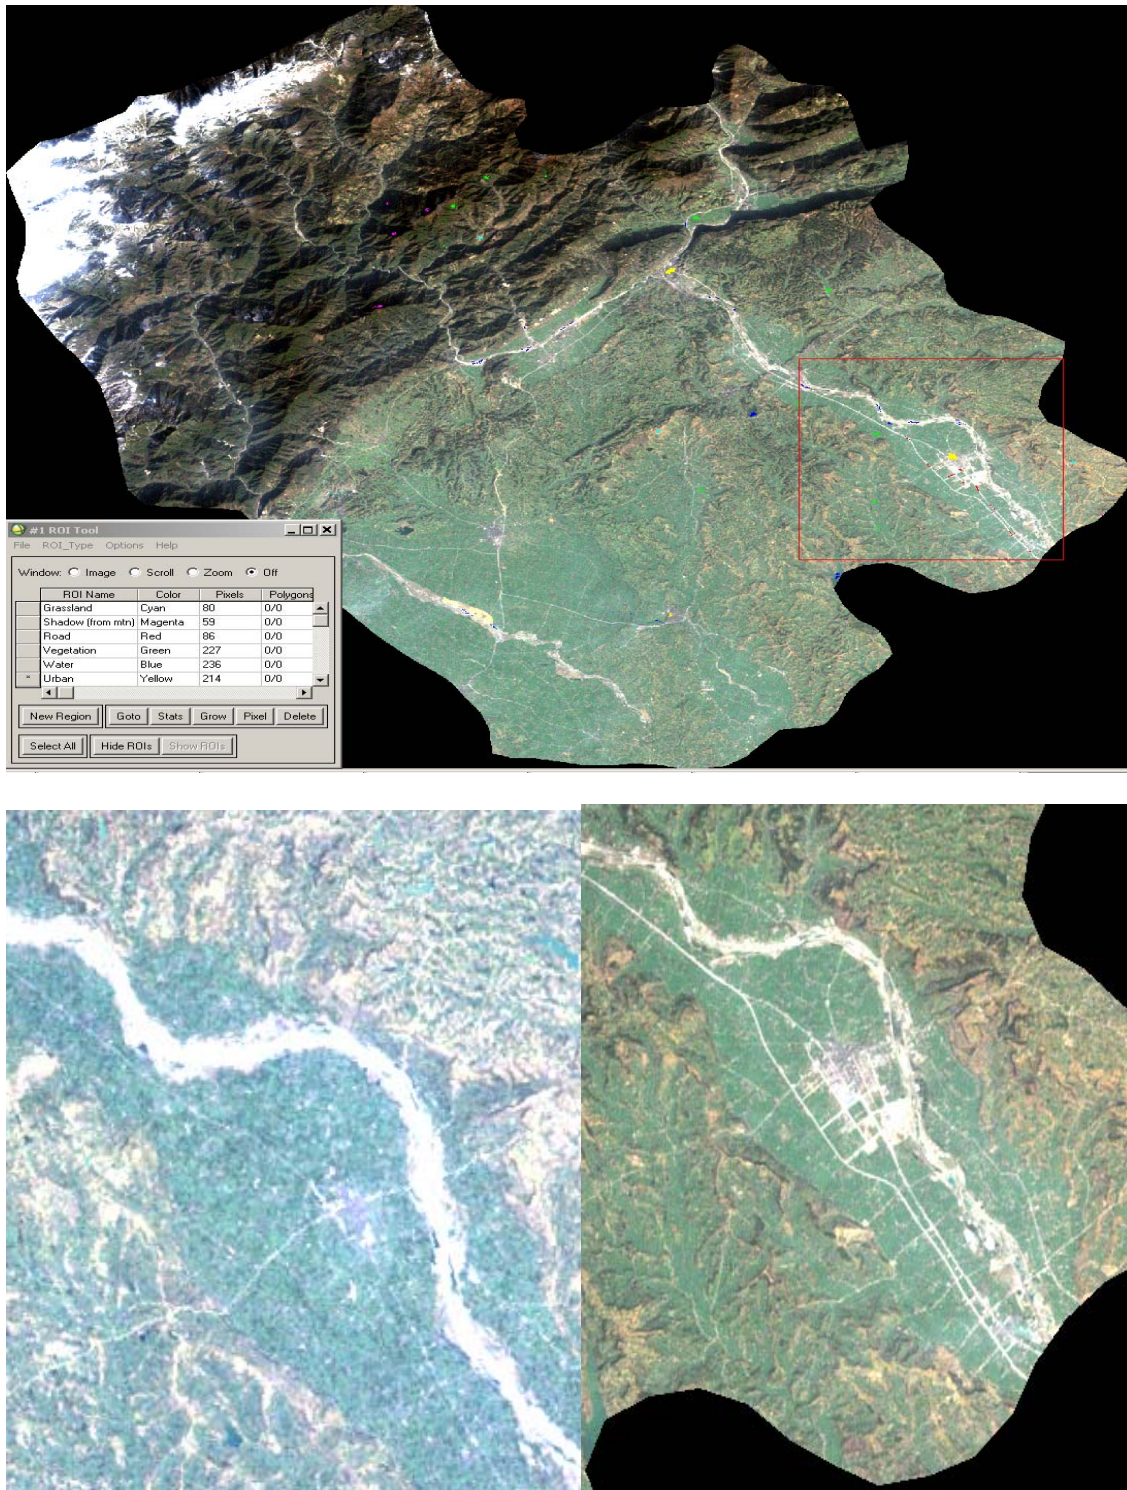 #1 ROI Tool
File ROI_Type Options Help
Window: Image Scroll Zoom Off
ROI Name Color Pixels Polygons
Grassland Cyan 80 0/0
Shadow (from mtn) Magenta 59 0/0
Road Red 86 0/0
Vegetation Green 227 0/0
Water Blue 236 0/0
* Urban Yellow 214 0/0
New Region Goto Stats Grow Pixel Delete
Select All Hide ROIs Show ROIs